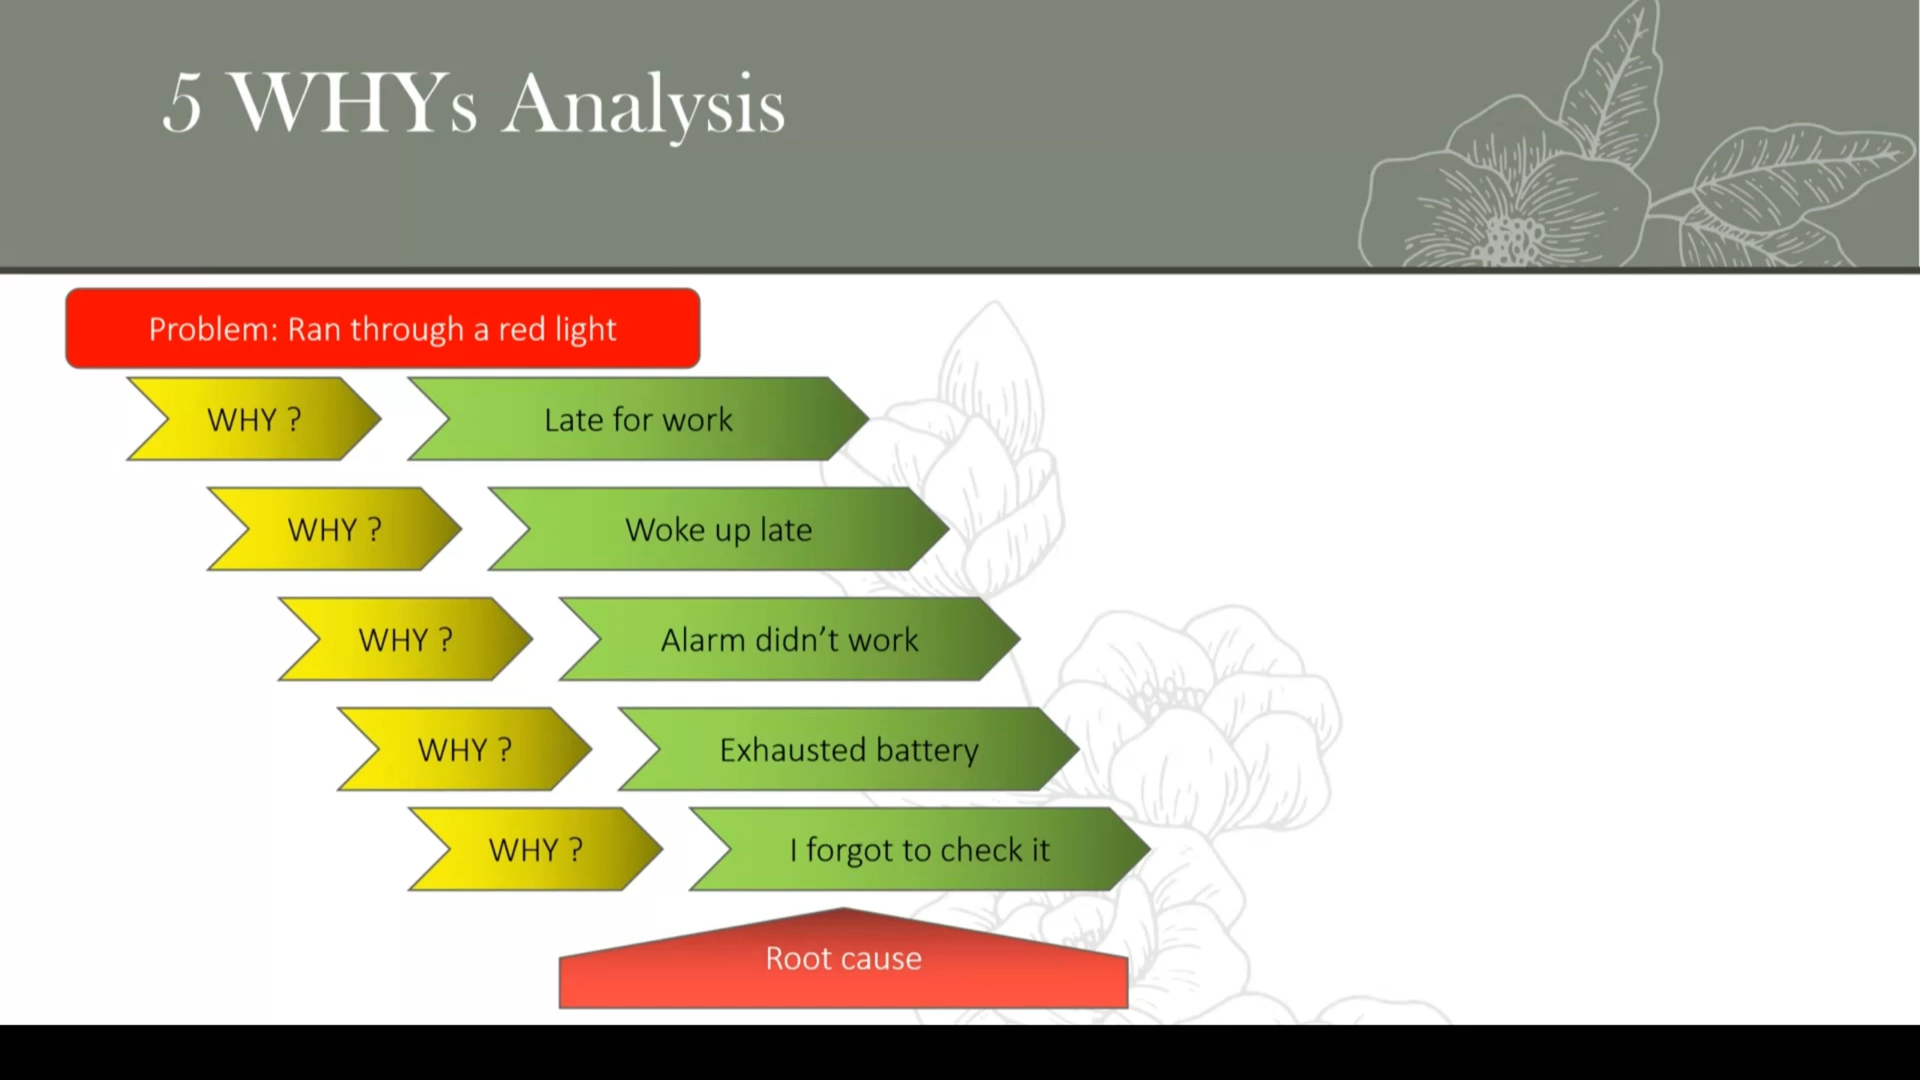 5 WHYs Analysis
Problem: Ran through a red light
WHY ? Late for work
WHY ? Woke up late
WHY ? Alarm didn’t work
WHY ? Exhausted battery
WHY ? I forgot to check it
Root cause